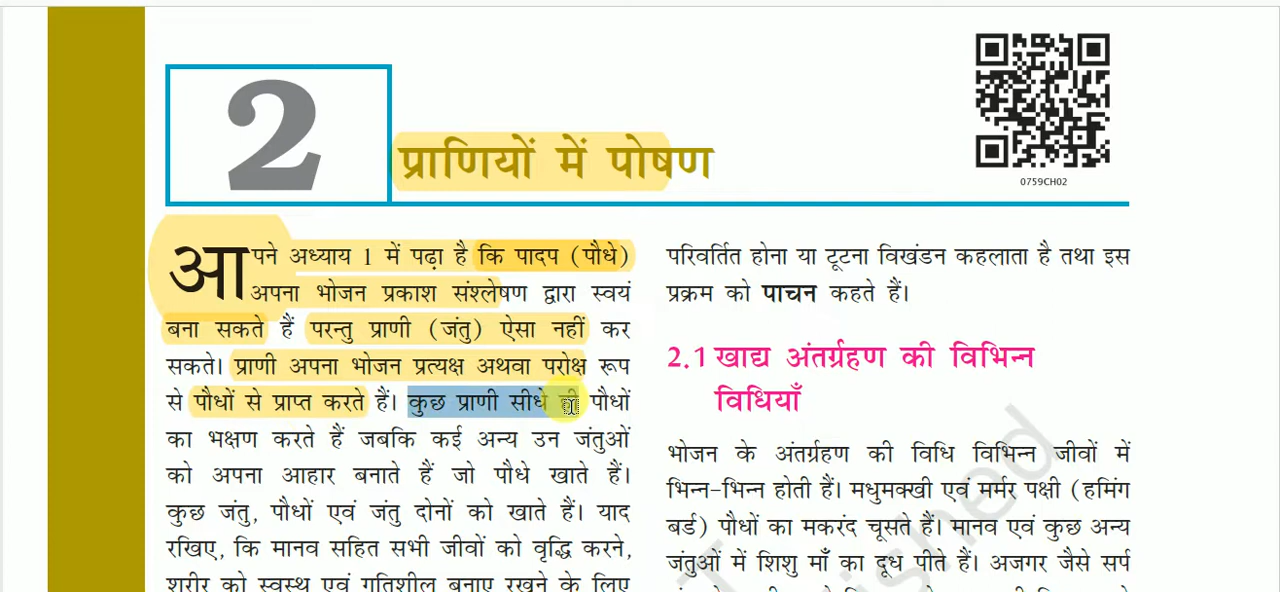 2
प्राणियों में पोषण
0759CH02
आपने अध्याय 1 में पढ़ा है कि पादप (पौधे)
अपना भोजन प्रकाश संश्लेषण द्वारा स्वयं
बना सकते हैं परन्तु प्राणी (जंतु) ऐसा नहीं कर
सकते। प्राणी अपना भोजन प्रत्यक्ष अथवा परोक्ष रूप
से पौधों से प्राप्त करते हैं। कुछ प्राणी सीधे ही पौधों
का भक्षण करते हैं जबकि कई अन्य उन जंतुओं
को अपना आहार बनाते हैं जो पौधे खाते हैं।
कुछ जंतु, पौधों एवं जंतु दोनों को खाते हैं। याद
रखिए, कि मानव सहित सभी जीवों को वृद्धि करने,
शरीर को स्वस्थ एवं गतिशील बनाए रखने के लिए
परिवर्तित होना या टूटना विखंडन कहलाता है तथा इस
प्रक्रम को पाचन कहते हैं।
2.1 खाद्य अंतर्ग्रहण की विभिन्न
विधियाँ
भोजन के अंतर्ग्रहण की विधि विभिन्न जीवों में
भिन्न-भिन्न होती हैं। मधुमक्खी एवं मर्मर पक्षी (हमिंग
बर्ड) पौधों का मकरंद चूसते हैं। मानव एवं कुछ अन्य
जंतुओं में शिशु माँ का दूध पीते हैं। अजगर जैसे सर्प